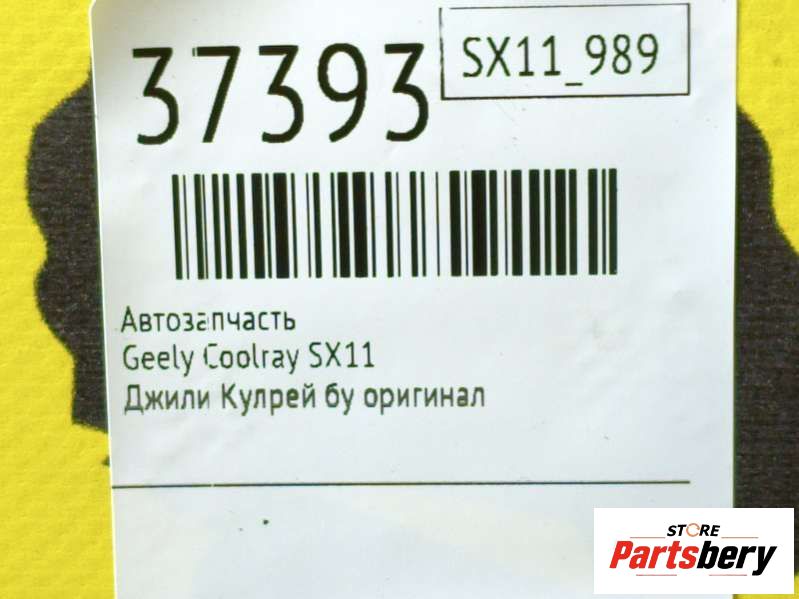 37393
SX11_989
Автозапчасть
Geely Coolray SX11
Джили Кулрей бу оригинал
STORE
Partsbery